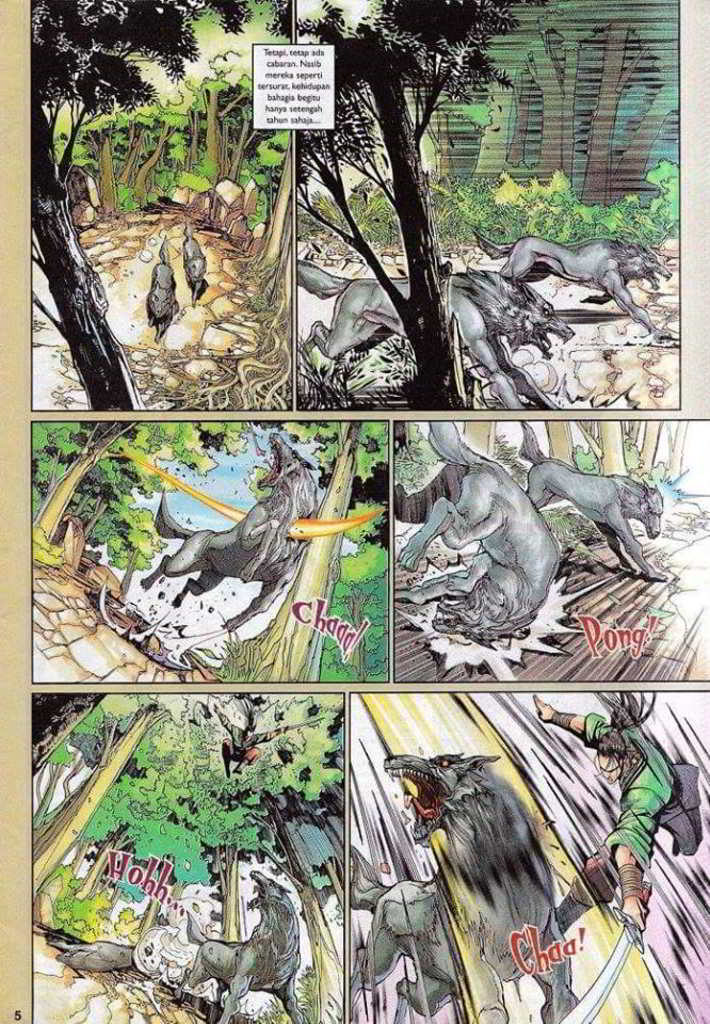 Tetapi, tetap ada
cabaran. Nasib
mereka seperti
tersurat, kehidupan
bahagia begitu
hanya setengah
tahun sahaja....
Chaaa!
Pong!
Hohh...
Chaa!
5